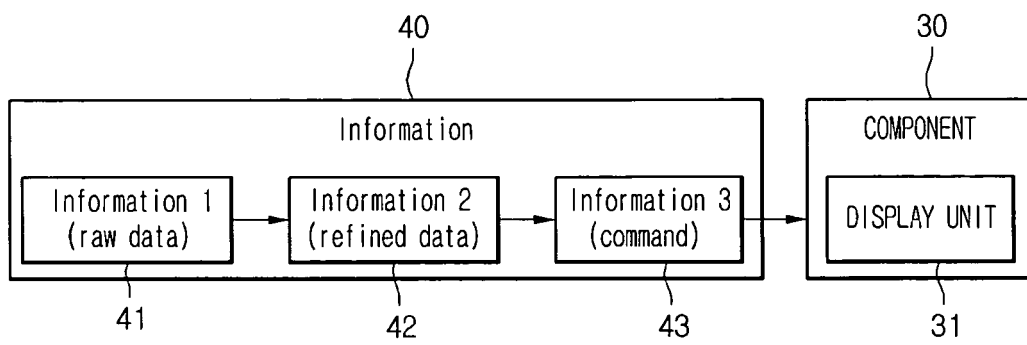 40
30
Information
COMPONENT
Information 1
(raw data)
Information 2
(refined data)
Information 3
(command)
DISPLAY UNIT
41
42
43
31